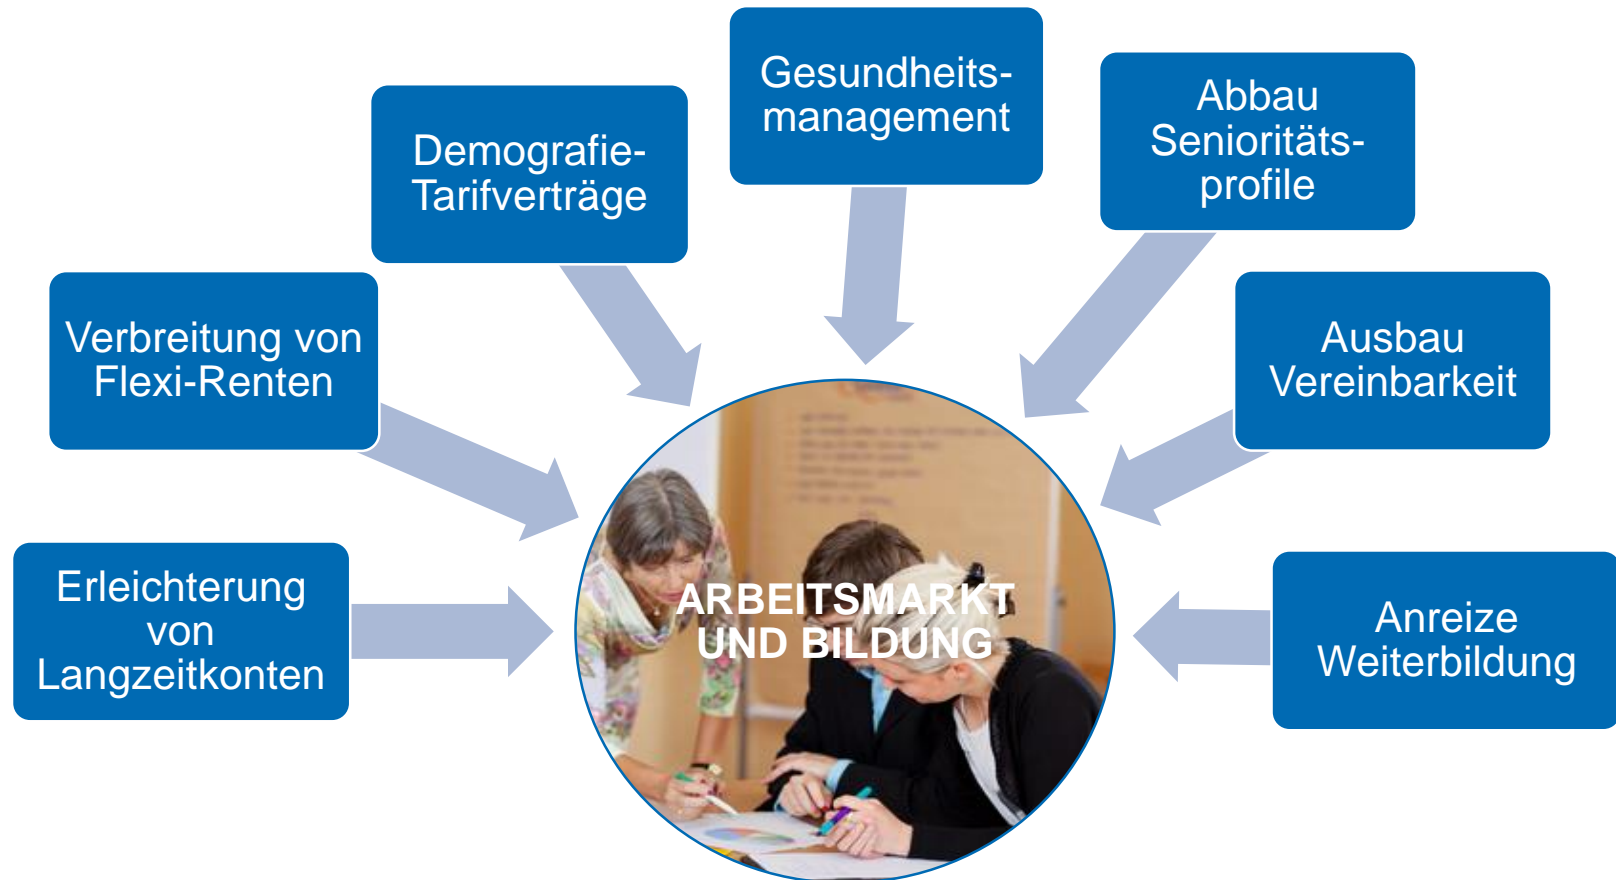 Gesundheits-
management
Abbau
Senioritäts-
profile
Demografie-
Tarifverträge
Verbreitung von
Flexi-Renten
Ausbau
Vereinbarkeit
Erleichterung
von
Langzeitkonten
ARBEITSMARKT
UND BILDUNG
Anreize
Weiterbildung